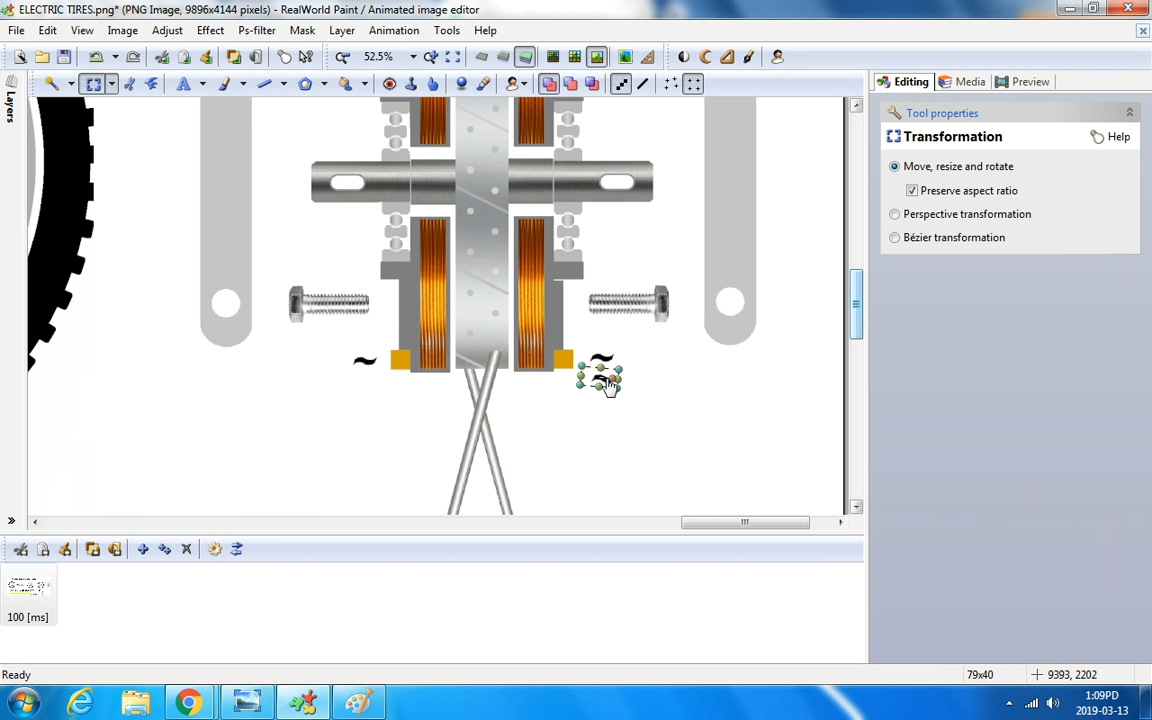 ELECTRIC TIRES.png* (PNG Image, 9896x4144 pixels) - RealWorld Paint / Animated image editor
File Edit View Image Adjust Effect Ps-filter Mask Layer Animation Tools Help
52.5%
Layers
Editing Media Preview
Tool properties
Transformation Help
Move, resize and rotate
Preserve aspect ratio
Perspective transformation
Bézier transformation
~
~
100 [ms]
Ready 79x40 9393, 2202
1:09PD
2019-03-13